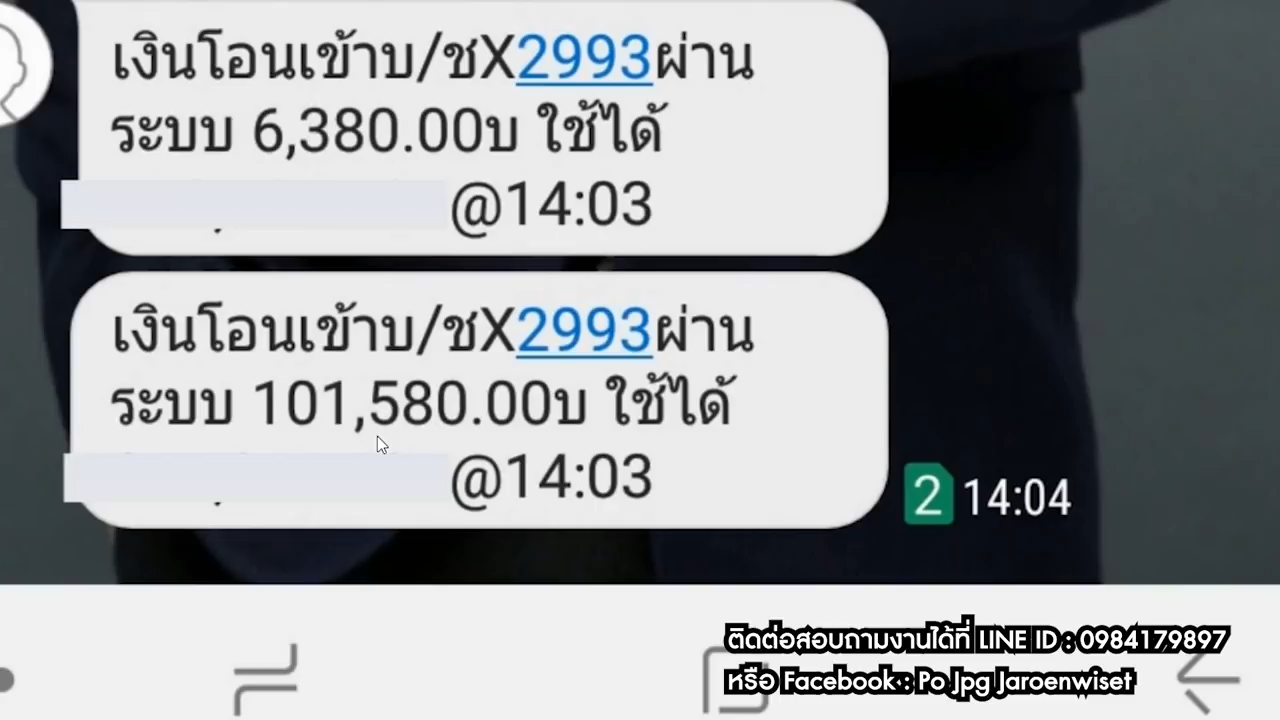 เงินโอนเข้าบ/ชX2993ผ่าน
ระบบ 6,380.00บ ใช้ได้
@14:03
เงินโอนเข้าบ/ชX2993ผ่าน
ระบบ 101,580.00บ ใช้ได้
@14:03
2 14:04
ติดต่อสอบถามงานได้ที่ LINE ID : 0984179897
หรือ Facebook : Po Jpg Jaroenwiset